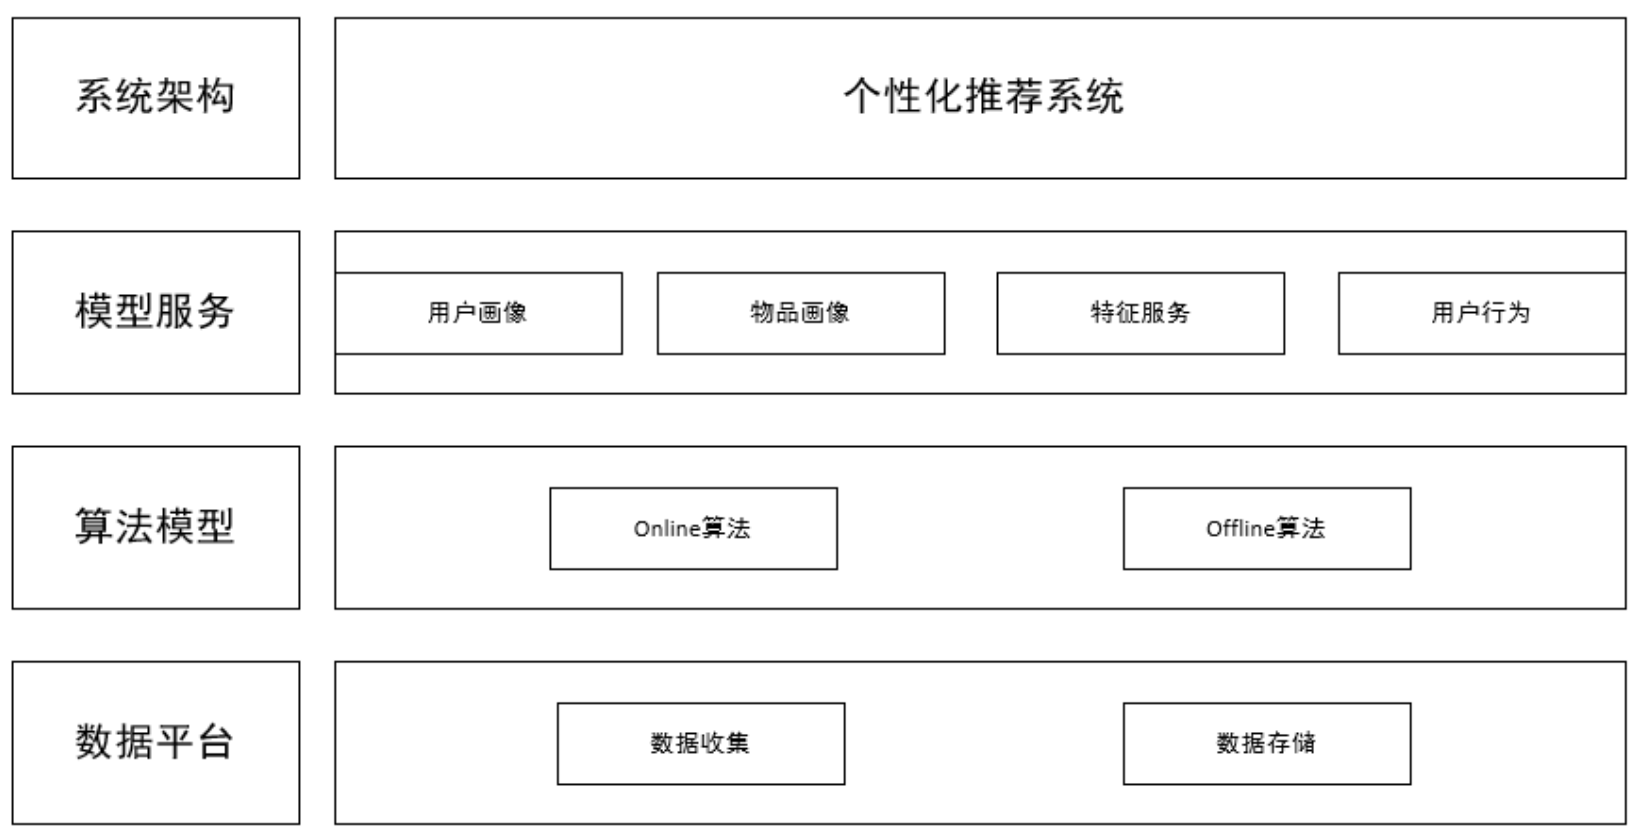 系统架构
个性化推荐系统
模型服务
用户画像
物品画像
特征服务
用户行为
算法模型
Online算法
Offline算法
数据平台
数据收集
数据存储